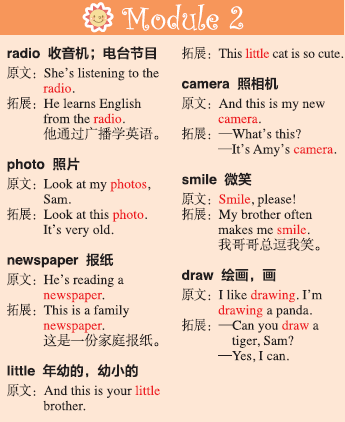 Module 2
radio 收音机；电台节目
原文：She's listening to the
radio.
拓展：He learns English
from the radio.
他通过广播学英语。
photo 照片
原文：Look at my photos,
Sam.
拓展：Look at this photo.
It's very old.
newspaper 报纸
原文：He's reading a
newspaper.
拓展：This is a family
newspaper.
这是一份家庭报纸。
little 年幼的，幼小的
原文：And this is your little
brother.
拓展：This little cat is so cute.
camera 照相机
原文：And this is my new
camera.
拓展：—What's this?
—It's Amy's camera.
smile 微笑
原文：Smile, please!
拓展：My brother often
makes me smile.
我哥哥总逗我笑。
draw 绘画，画
原文：I like drawing. I'm
drawing a panda.
拓展：—Can you draw a
tiger, Sam?
—Yes, I can.